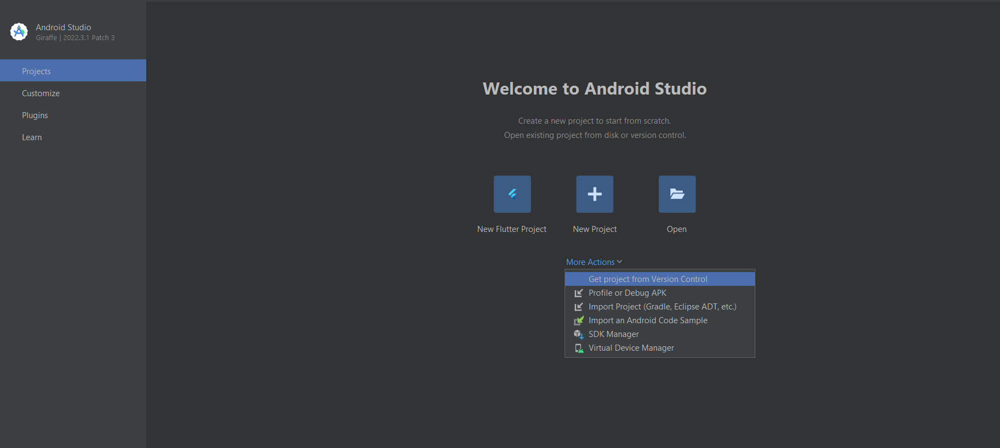 Android Studio
Giraffe | 2022.3.1 Patch 3
Projects
Customize
Plugins
Learn
Welcome to Android Studio
Create a new project to start from scratch.
Open existing project from disk or version control.
New Flutter Project
New Project
Open
More Actions
Get project from Version Control
Profile or Debug APK
Import Project (Gradle, Eclipse ADT, etc.)
Import an Android Code Sample
SDK Manager
Virtual Device Manager